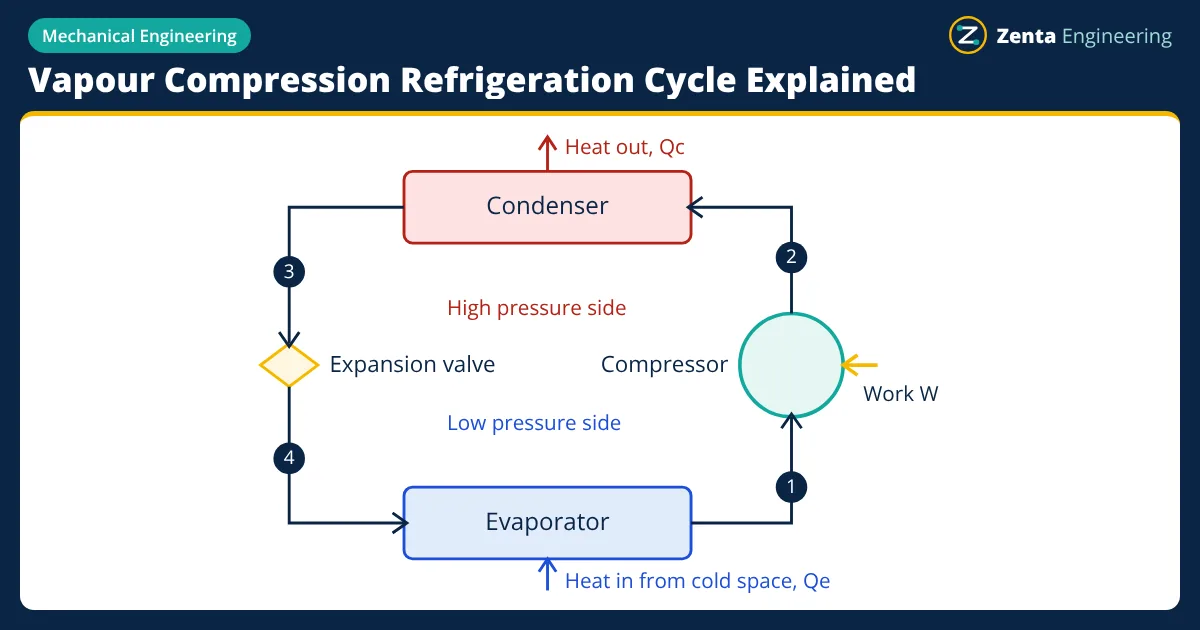 Mechanical Engineering
Zenta Engineering
Vapour Compression Refrigeration Cycle Explained
Heat out, Qc
Condenser
2
3
High pressure side
Expansion valve
Compressor
Work W
Low pressure side
4
1
Evaporator
Heat in from cold space, Qe